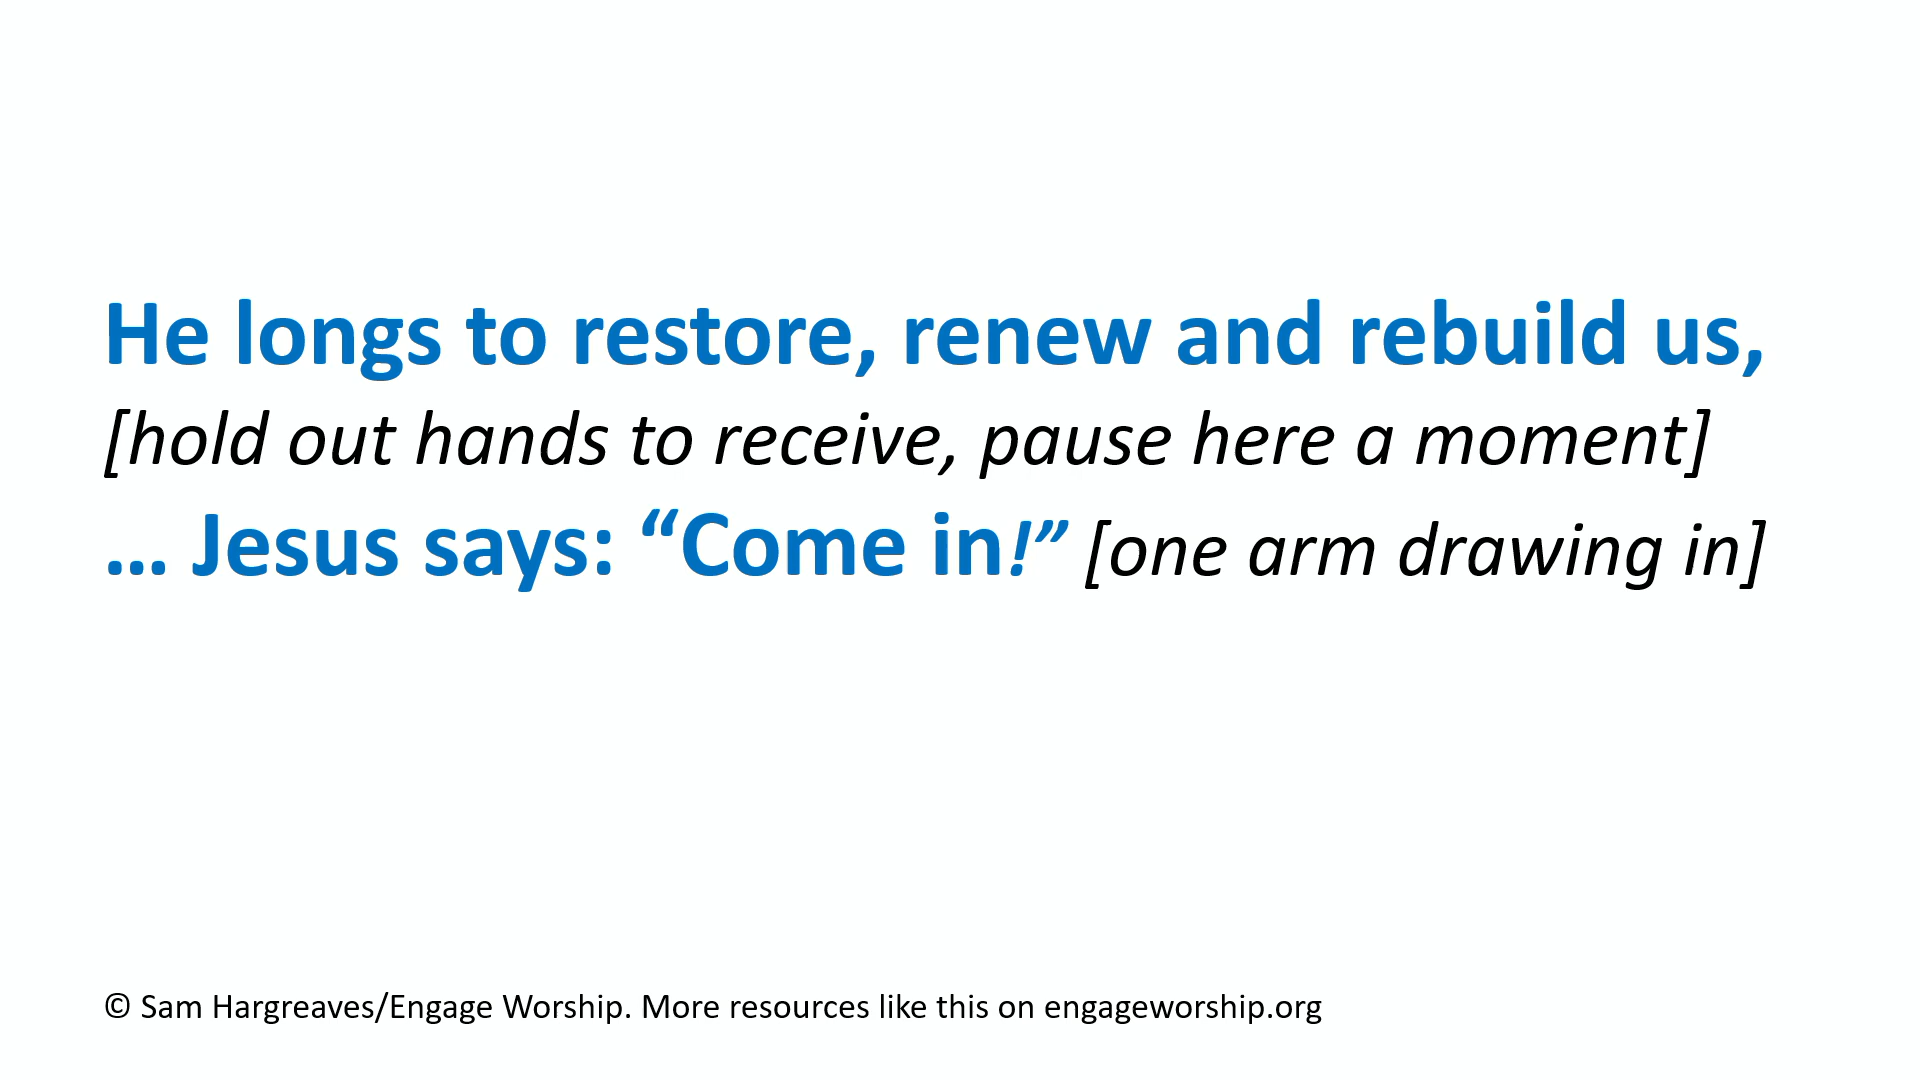 He longs to restore, renew and rebuild us,
[hold out hands to receive, pause here a moment]
… Jesus says: “Come in!” [one arm drawing in]
© Sam Hargreaves/Engage Worship. More resources like this on engageworship.org